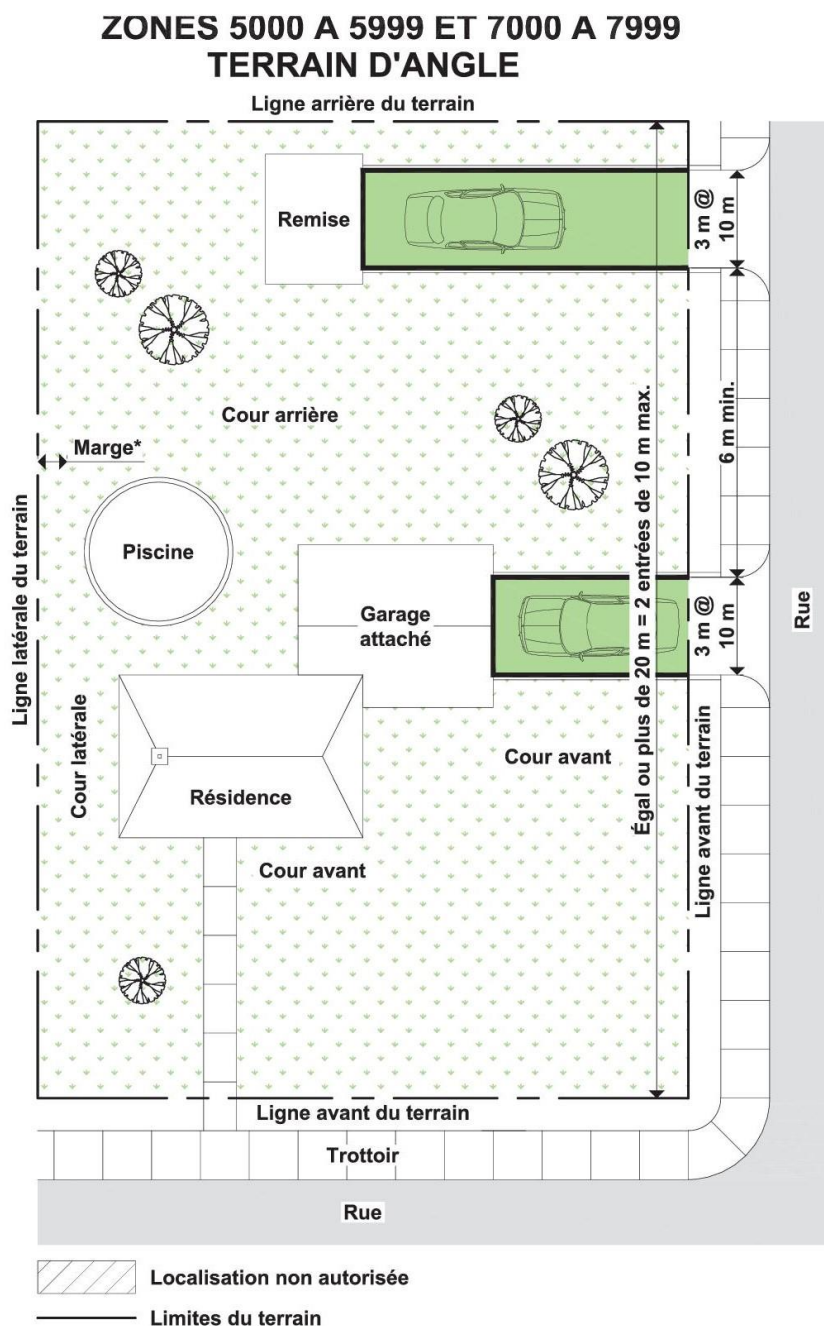 ZONES 5000 A 5999 ET 7000 A 7999
TERRAIN D'ANGLE
Ligne arrière du terrain
Remise
3 m @
10 m
Cour arrière
Marge*
6 m min.
Égal ou plus de 20 m = 2 entrées de 10 m max.
Ligne latérale du terrain
Piscine
Garage
attaché
3 m @
10 m
Rue
Cour latérale
Cour avant
Résidence
Ligne avant du terrain
Cour avant
Ligne avant du terrain
Trottoir
Rue
Localisation non autorisée
Limites du terrain